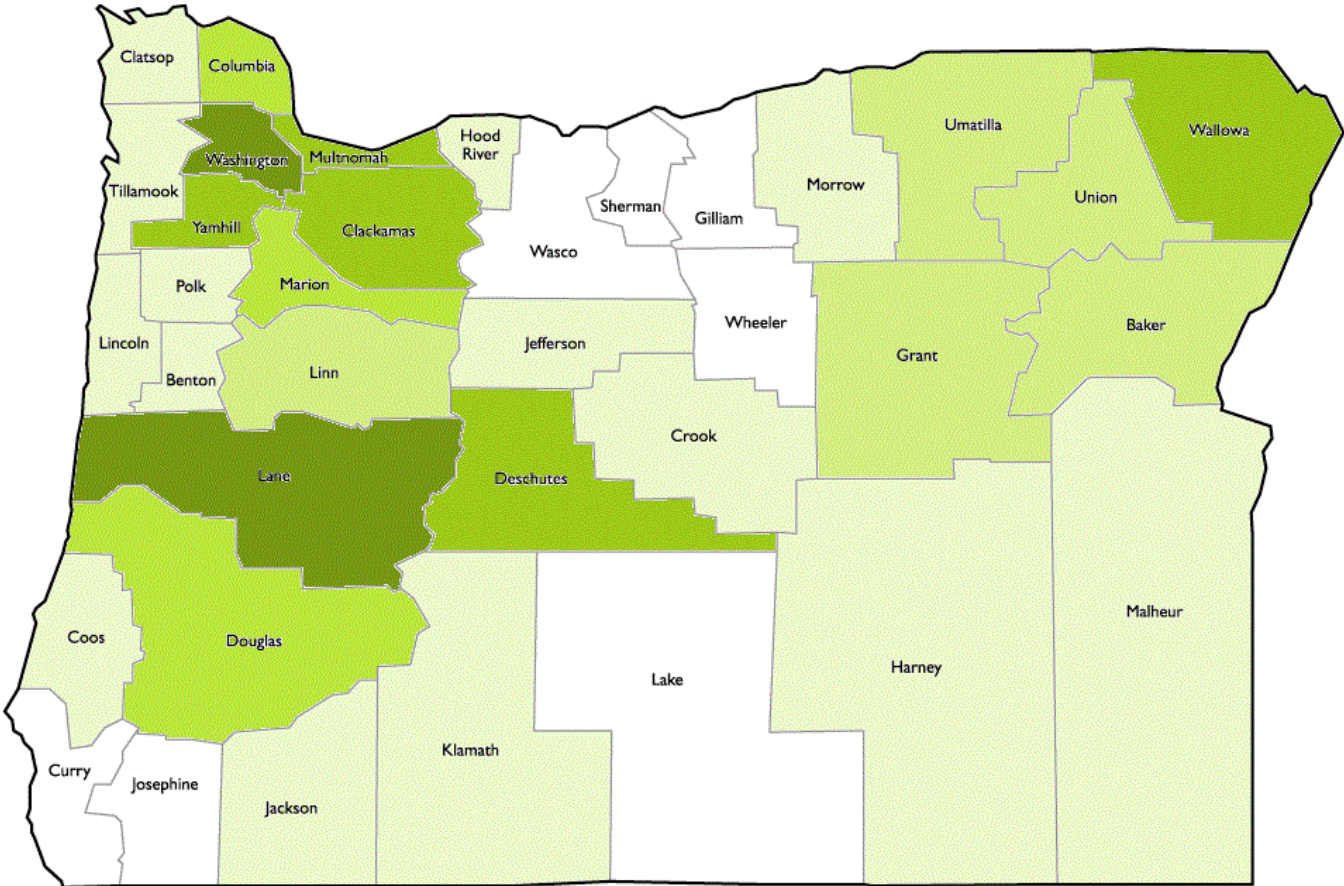 Clatsop
Columbia
Hood
River
Umatilla
Wallowa
Washington
Multnomah
Tillamook
Morrow
Union
Sherman
Gilliam
Yamhill
Clackamas
Wasco
Polk
Marion
Wheeler
Baker
Lincoln
Jefferson
Grant
Benton
Linn
Crook
Lane
Deschutes
Malheur
Coos
Douglas
Harney
Lake
Klamath
Curry
Josephine
Jackson